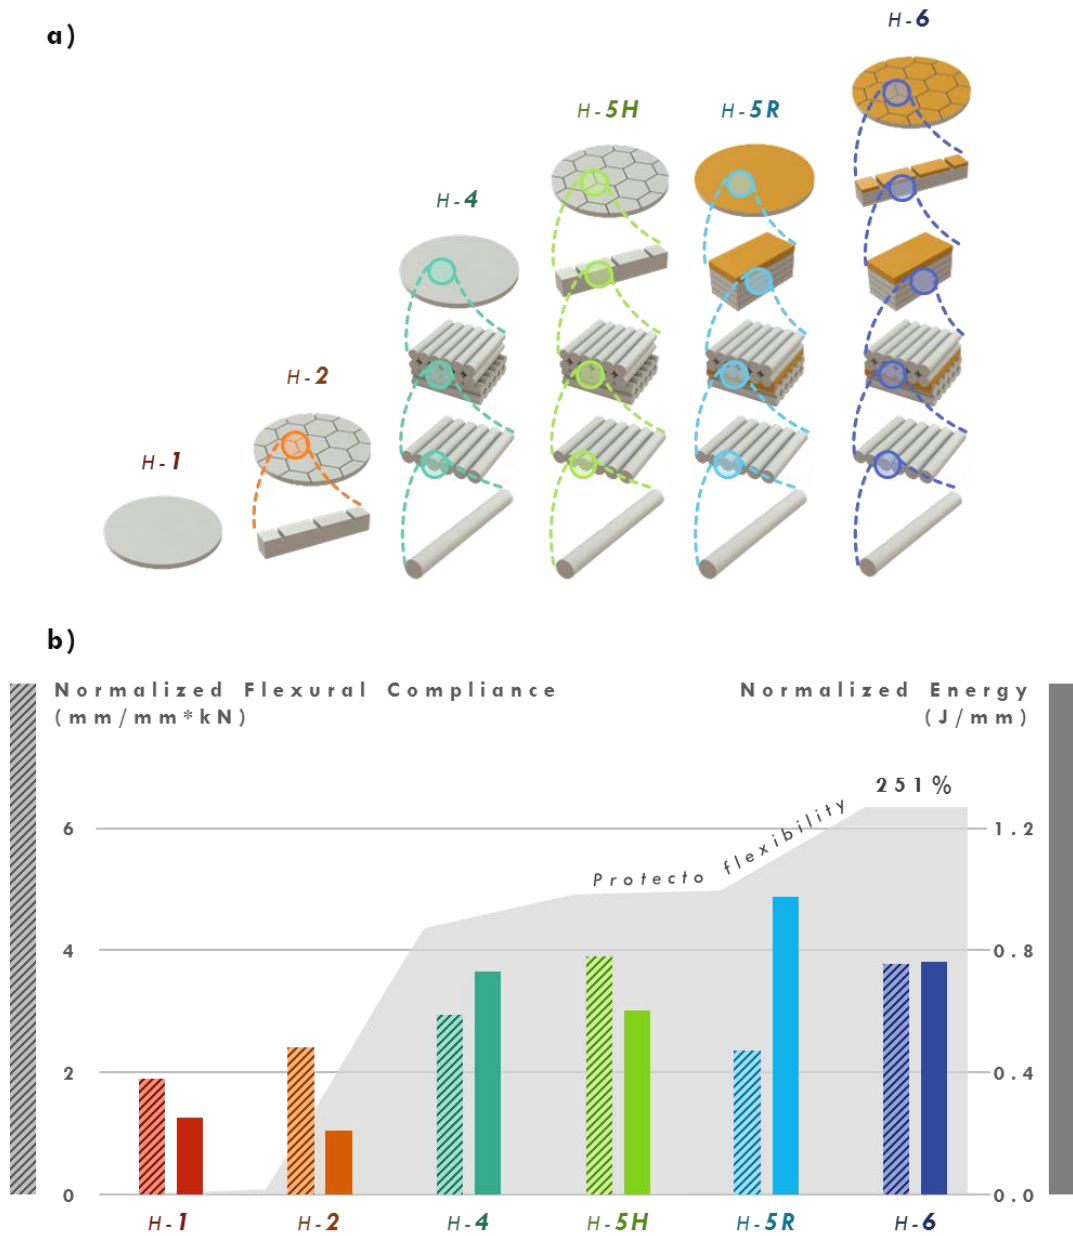 a)
H-6
H-5H
H-5R
H-4
H-2
H-1
b)
Normalized Flexural Compliance
(mm/mm*kN)
Normalized Energy
(J/mm)
251%
Protecto flexibility
6
1.2
4
0.8
2
0.4
0
0.0
H-1
H-2
H-4
H-5H
H-5R
H-6